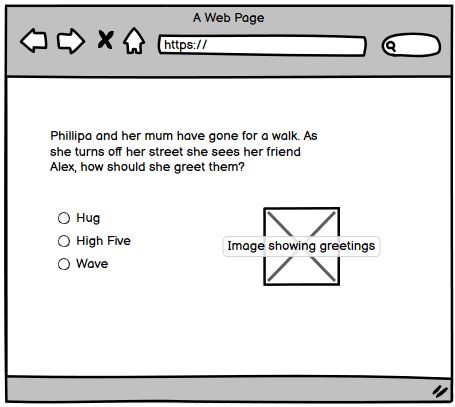 A Web Page
https://
Phillipa and her mum have gone for a walk. As
she turns off her street she sees her friend
Alex, how should she greet them?
Hug
High Five
Wave
Image showing greetings